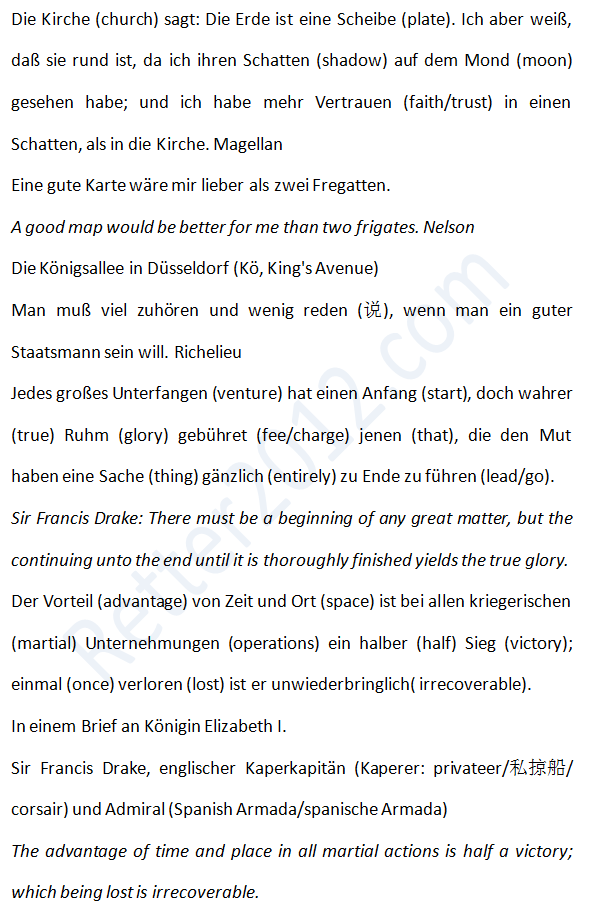 Die Kirche (church) sagt: Die Erde ist eine Scheibe (plate). Ich aber weiß,
daß sie rund ist, da ich ihren Schatten (shadow) auf dem Mond (moon)
gesehen habe; und ich habe mehr Vertrauen (faith/trust) in einen
Schatten, als in die Kirche. Magellan
Eine gute Karte wäre mir lieber als zwei Fregatten.
A good map would be better for me than two frigates. Nelson
Die Königsallee in Düsseldorf (Kö, King's Avenue)
Man muß viel zuhören und wenig reden (说), wenn man ein guter
Staatsmann sein will. Richelieu
Jedes großes Unterfangen (venture) hat einen Anfang (start), doch wahrer
(true) Ruhm (glory) gebühret (fee/charge) jenen (that), die den Mut
haben eine Sache (thing) gänzlich (entirely) zu Ende zu führen (lead/go).
Sir Francis Drake: There must be a beginning of any great matter, but the
continuing unto the end until it is thoroughly finished yields the true glory.
Der Vorteil (advantage) von Zeit und Ort (space) ist bei allen kriegerischen
(martial) Unternehmungen (operations) ein halber (half) Sieg (victory);
einmal (once) verloren (lost) ist er unwiederbringlich( irrecoverable).
In einem Brief an Königin Elizabeth I.
Sir Francis Drake, englischer Kaperkapitän (Kaperer: privateer/私掠船/
corsair) und Admiral (Spanish Armada/spanische Armada)
The advantage of time and place in all martial actions is half a victory;
which being lost is irrecoverable.
Retter2012.com